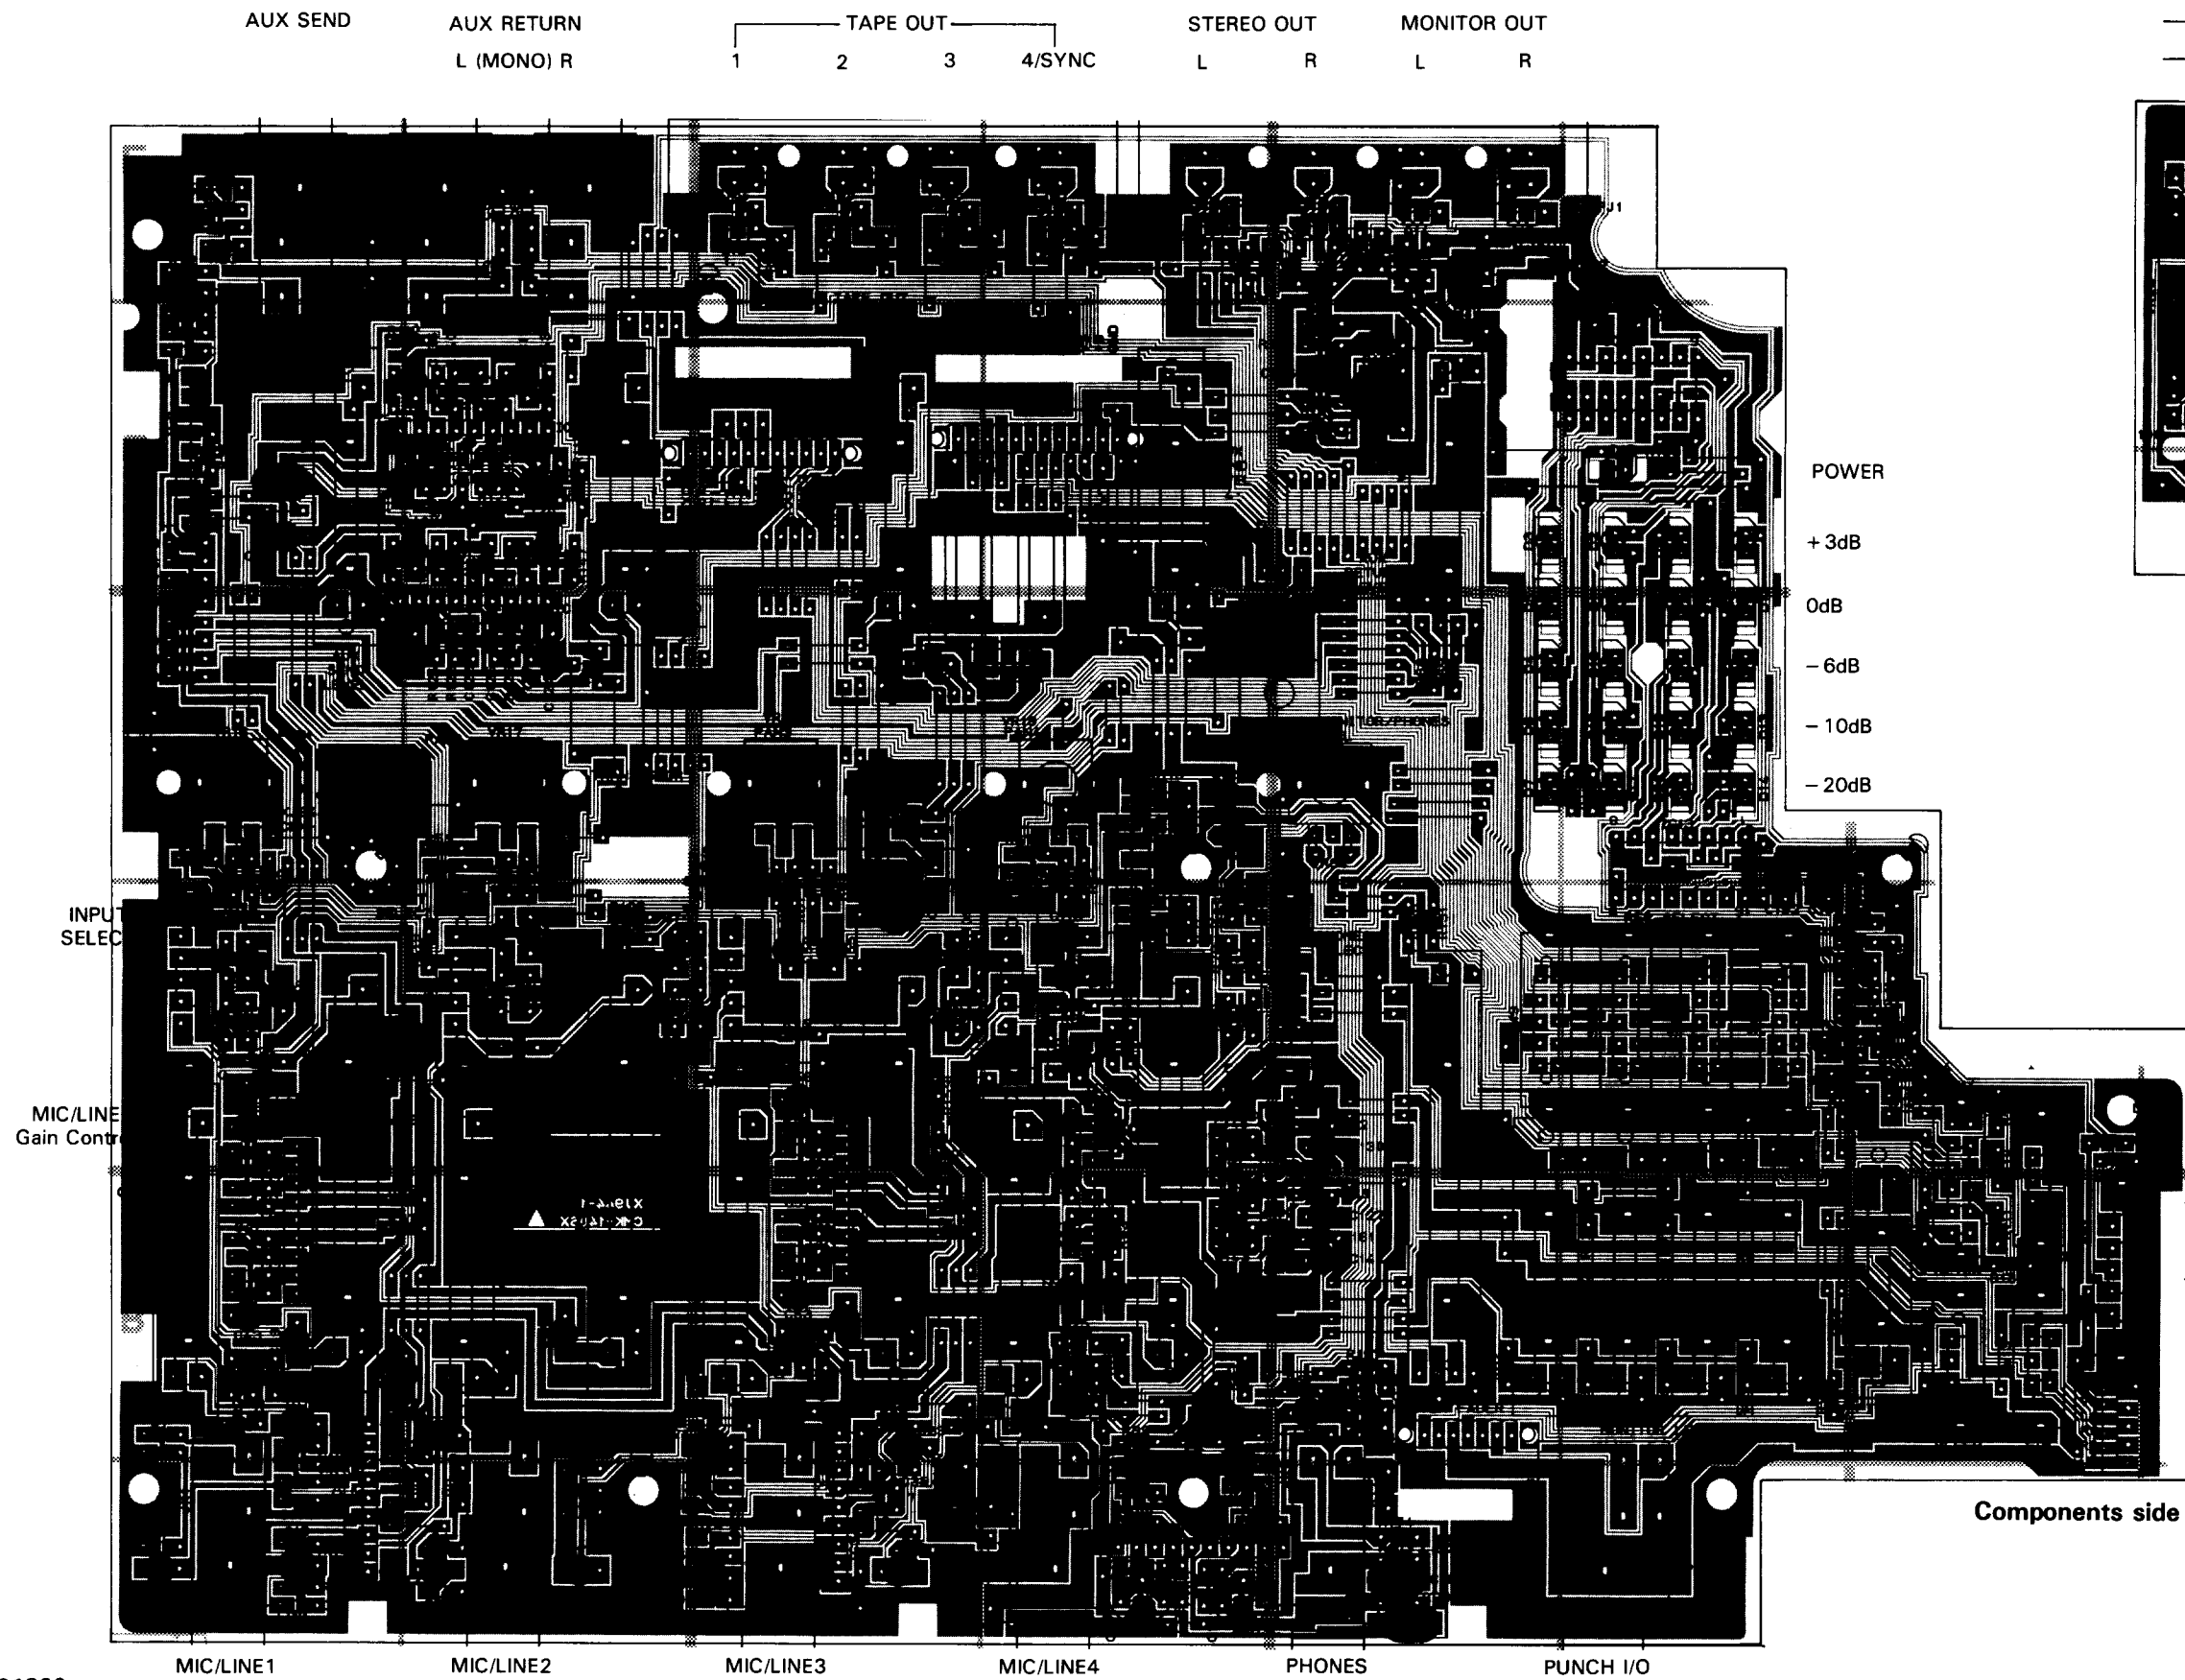 AUX SEND
AUX RETURN
TAPE OUT
STEREO OUT
MONITOR OUT
L (MONO) R
1
2
3
4/SYNC
L
R
L
R
J1
POWER
+3dB
0dB
−6dB
−10dB
−20dB
INPUT
SELEC
MIC/LINE
Gain Contr
Components side
MIC/LINE1
MIC/LINE2
MIC/LINE3
MIC/LINE4
PHONES
PUNCH I/O